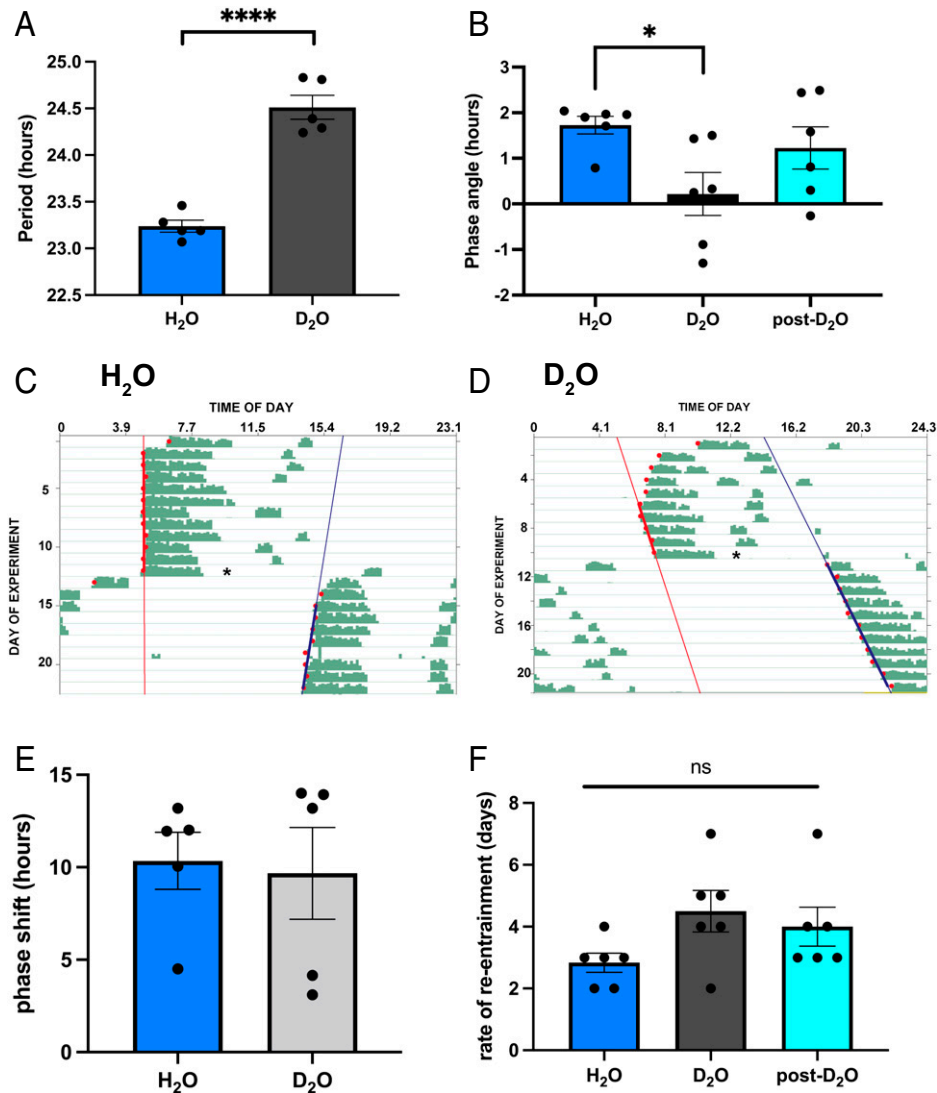 A
****
Period (hours)
25.0
24.5
24.0
23.5
23.0
22.5
H₂O
D₂O
B
*
Phase angle (hours)
3
2
1
0
-1
-2
H₂O
D₂O
post-D₂O
C
H₂O
TIME OF DAY
0 3.9 7.7 11.5 15.4 19.2 23.1
DAY OF EXPERIMENT
5
10
15
20
*
D
D₂O
TIME OF DAY
0 4.1 8.1 12.2 16.2 20.3 24.3
DAY OF EXPERIMENT
4
8
12
16
20
*
E
phase shift (hours)
15
10
5
0
H₂O
D₂O
F
ns
rate of re-entrainment (days)
8
6
4
2
0
H₂O
D₂O
post-D₂O